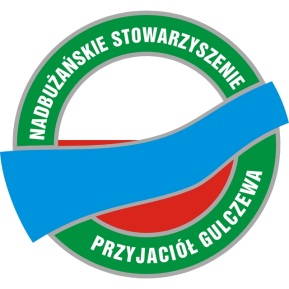 NADBUŻAŃSKIE STOWARZYSZENIE
PRZYJACIÓŁ GULCZEWA